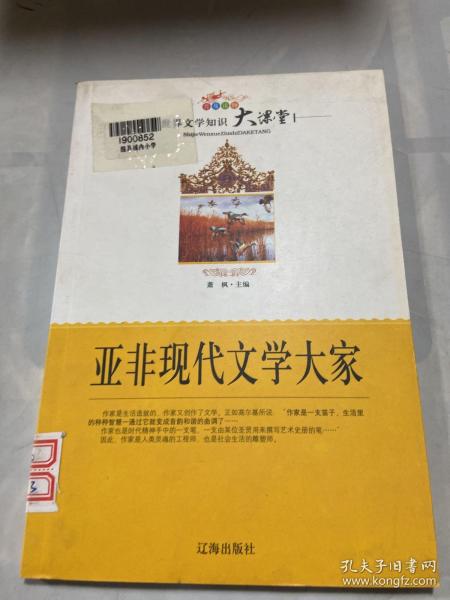 世界文学知识大课堂
ShijieWenxueZhishiDAKETANG
1900852
萧 枫·主编
亚非现代文学大家
作家是生活造就的，作家又创作了文学。正如高尔基所说：“作家是一支笛子，生活里
的种种智慧一通过它就变成音韵和谐的曲调了……
作家也是时代精神手中的一支笔，一支由某位圣贤用来撰写艺术史册的笔……”
因此，作家是人类灵魂的工程师，也是社会生活的雕塑师。
辽海出版社
孔夫子旧书网
www.kongfz.com